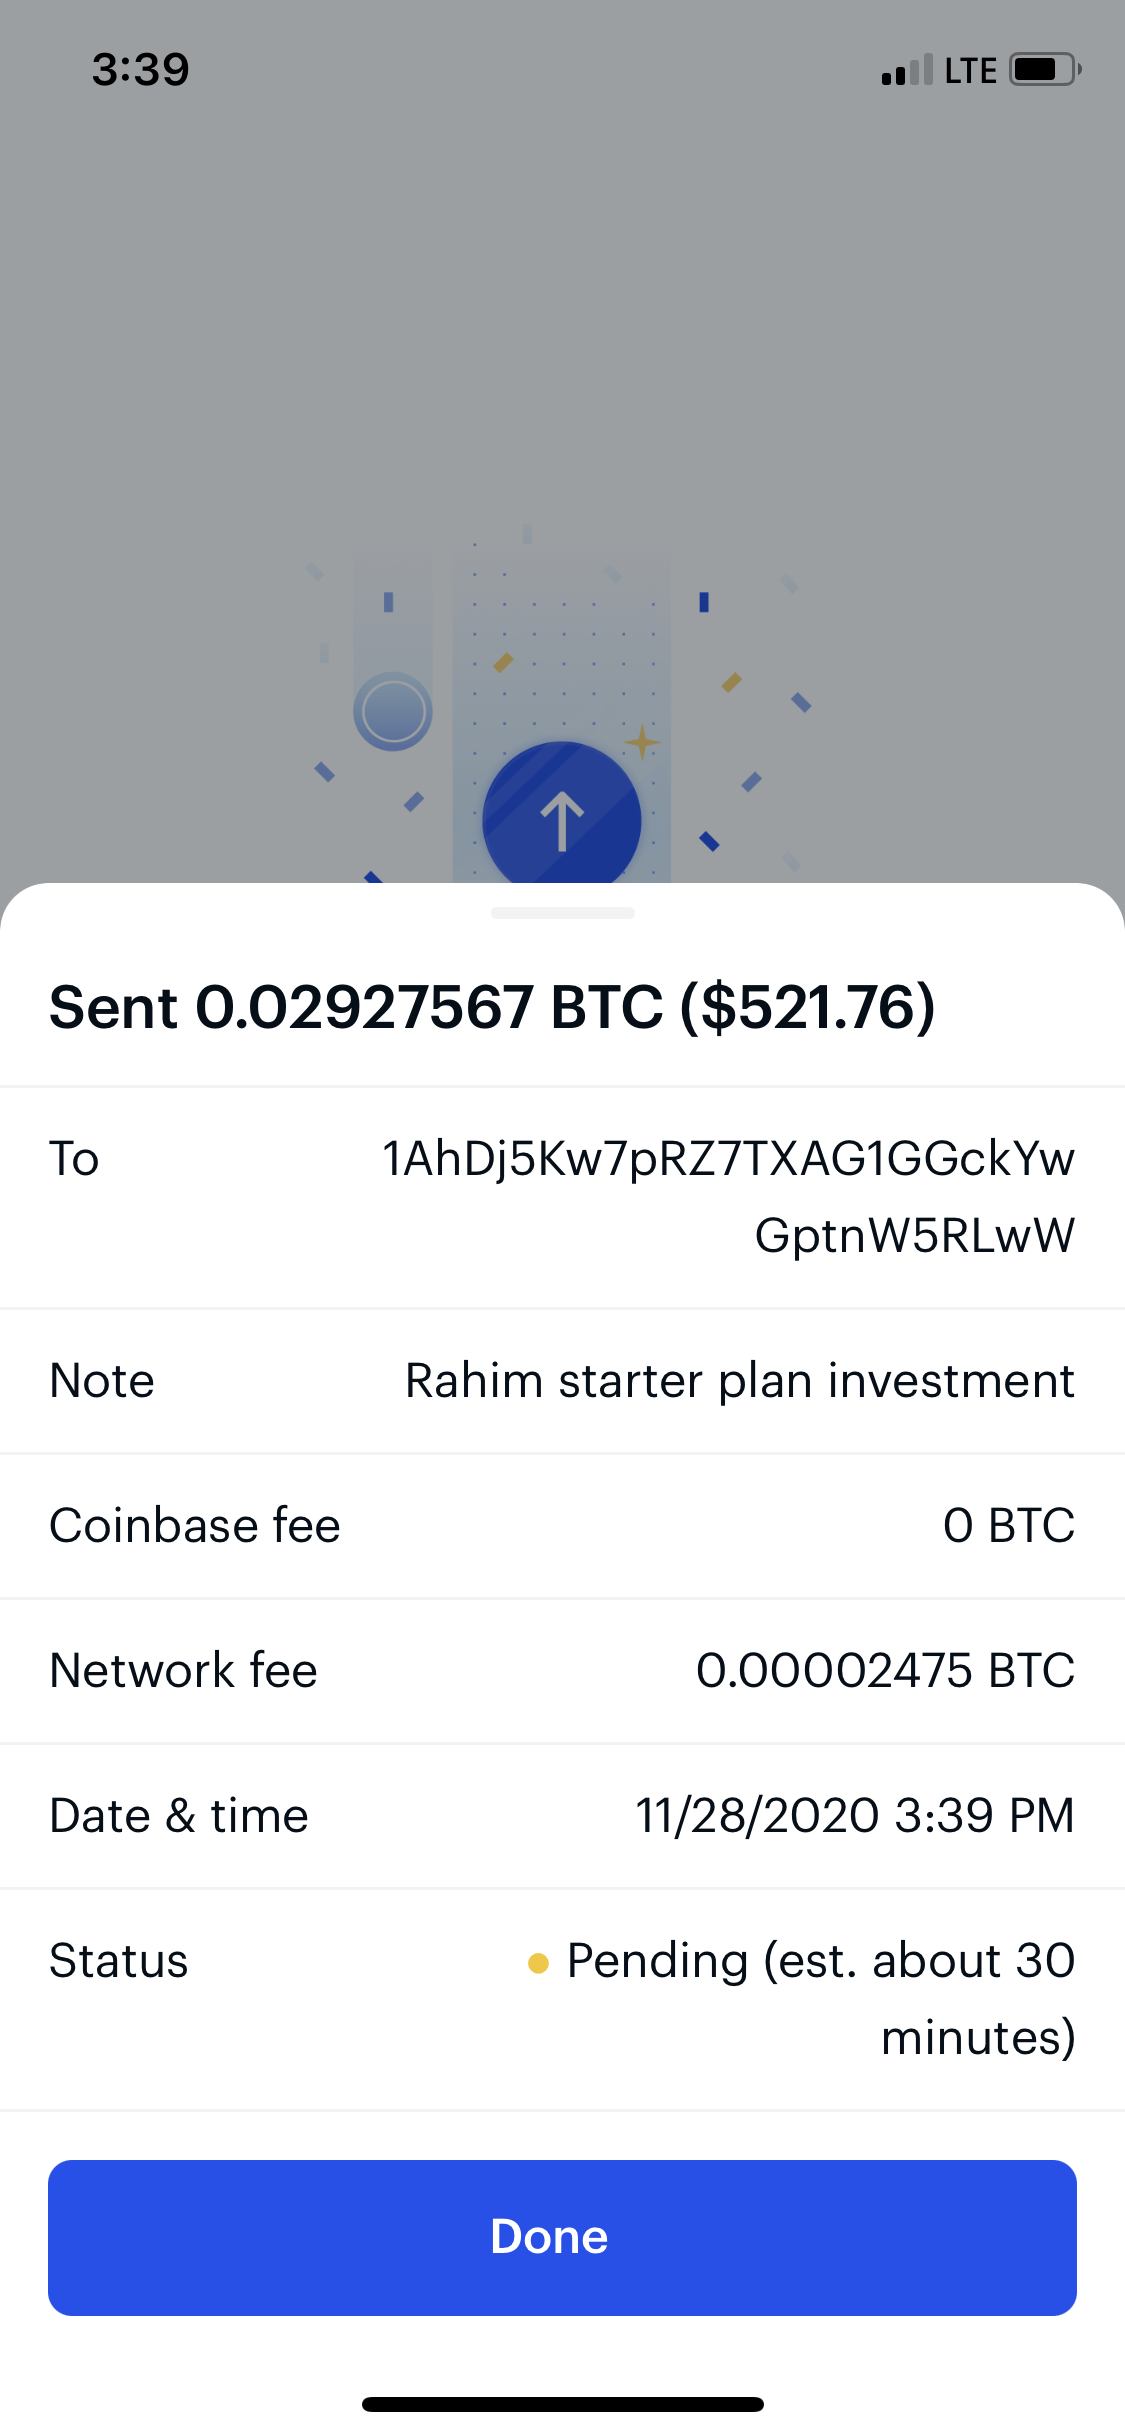 3:39
LTE
Sent 0.02927567 BTC ($521.76)
To
1AhDj5Kw7pRZ7TXAG1GGckYw
GptnW5RLwW
Note
Rahim starter plan investment
Coinbase fee
0 BTC
Network fee
0.00002475 BTC
Date & time
11/28/2020 3:39 PM
Status
Pending (est. about 30
minutes)
Done